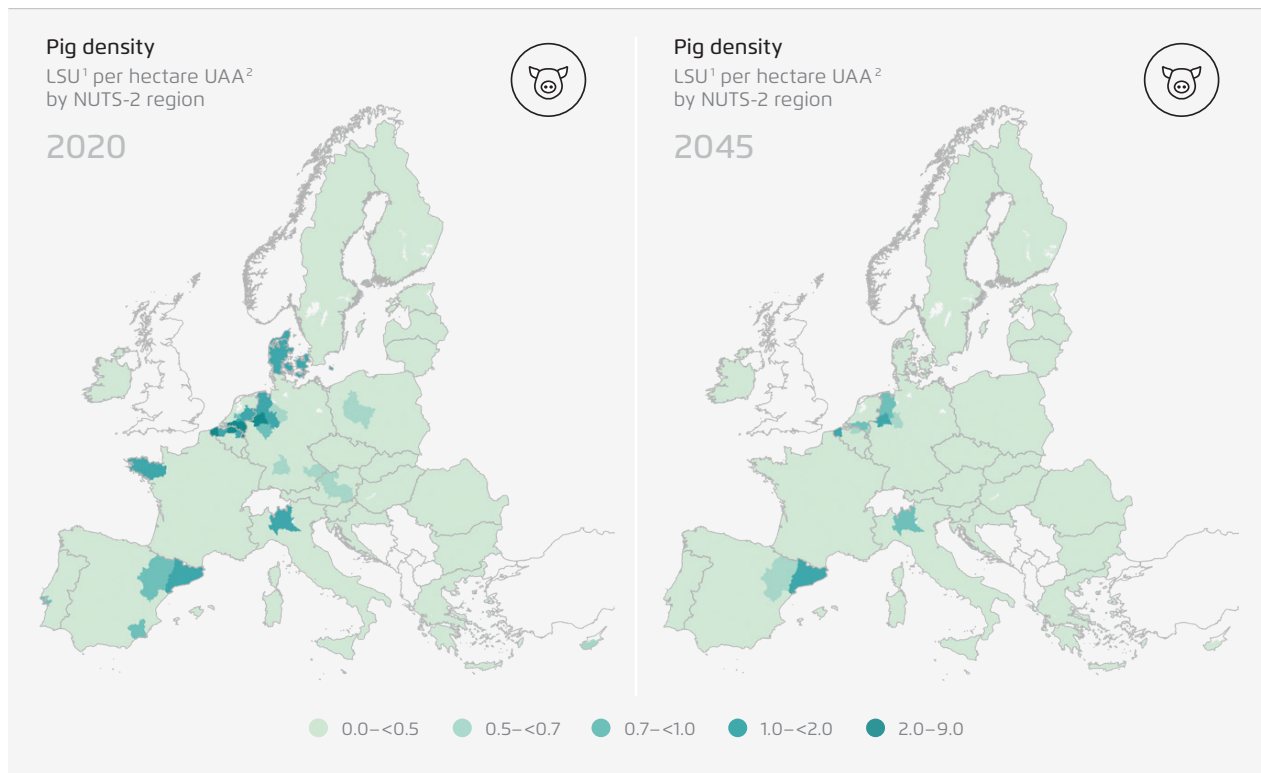 Pig density
LSU¹ per hectare UAA²
by NUTS-2 region
2020
Pig density
LSU¹ per hectare UAA²
by NUTS-2 region
2045
0.0–<0.5
0.5–<0.7
0.7–<1.0
1.0–<2.0
2.0–9.0